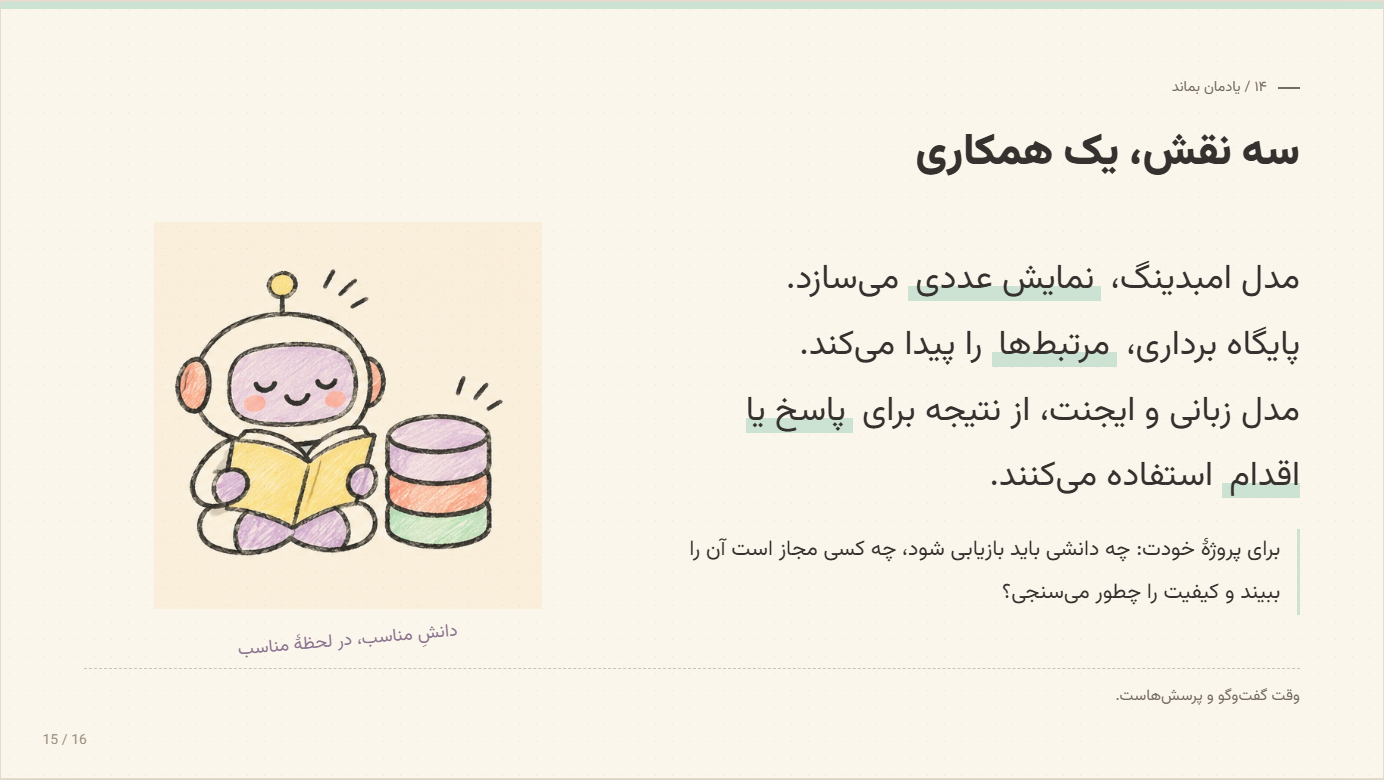 ۱۴ / یادمان بماند
سه نقش، یک همکاری
مدل امبدینگ، نمایش عددی می‌سازد.
پایگاه برداری، مرتبط‌ها را پیدا می‌کند.
مدل زبانی و ایجنت، از نتیجه برای پاسخ یا
اقدام استفاده می‌کنند.
برای پروژهٔ خودت: چه دانشی باید بازیابی شود، چه کسی مجاز است آن را
ببیند و کیفیت را چطور می‌سنجی؟
دانشِ مناسب، در لحظهٔ مناسب
وقت گفت‌وگو و پرسش‌هاست.
15 / 16